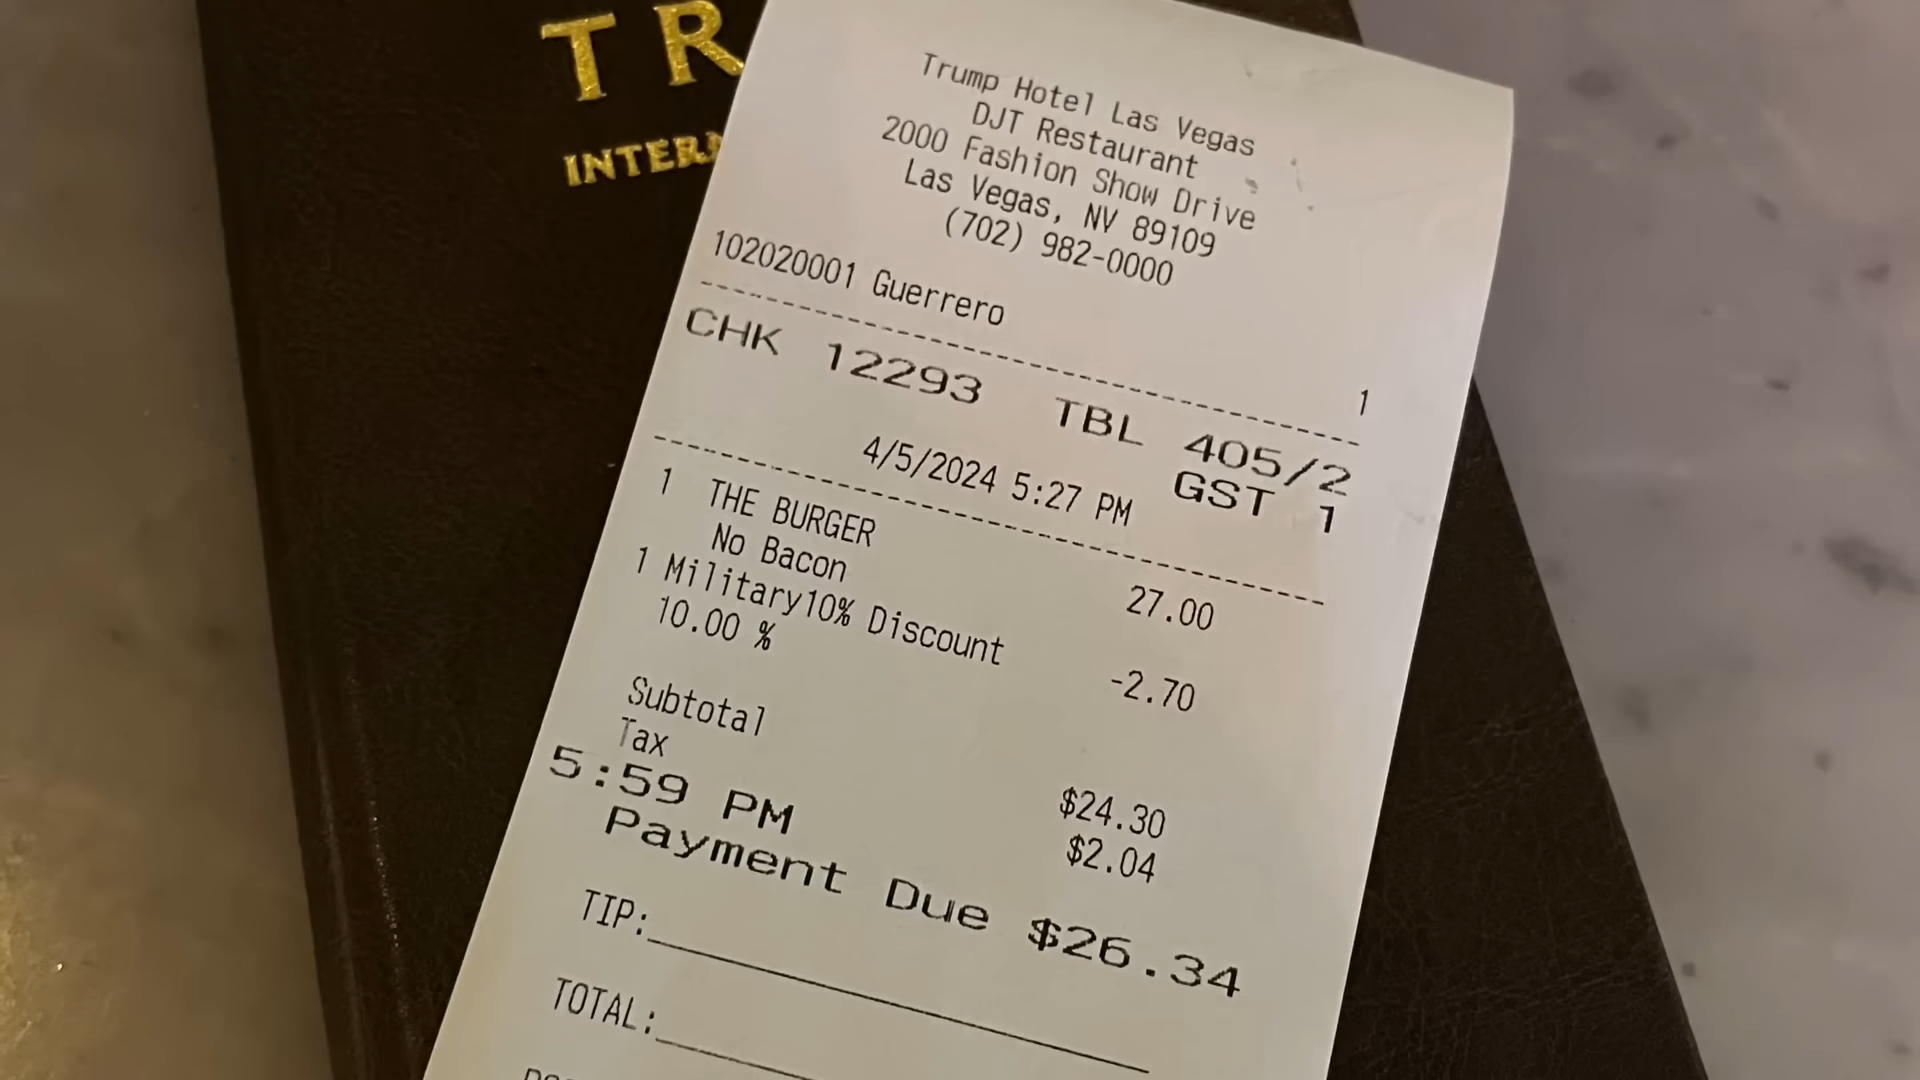 TR
INTERN
Trump Hotel Las Vegas
DJT Restaurant
2000 Fashion Show Drive
Las Vegas, NV 89109
(702) 982-0000
102020001 Guerrero 1
CHK 12293 TBL 405/2
GST 1
4/5/2024 5:27 PM
1 THE BURGER 27.00
No Bacon
1 Military10% Discount -2.70
10.00 %
Subtotal $24.30
Tax $2.04
5:59 PM
Payment Due $26.34
TIP:
TOTAL: